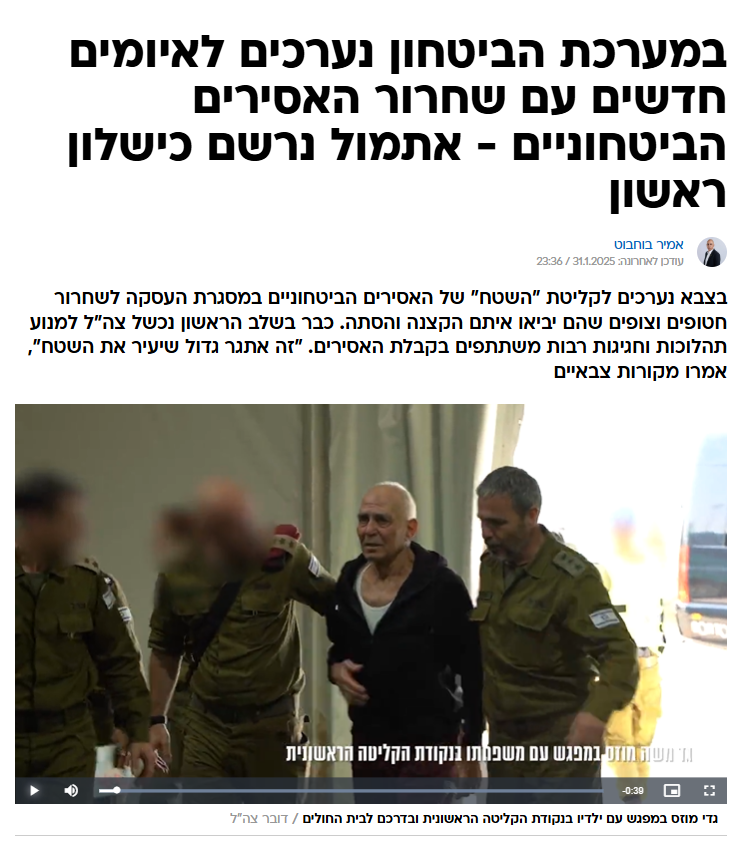 במערכת הביטחון נערכים לאיומים
חדשים עם שחרור האסירים
הביטחוניים - אתמול נרשם כישלון
ראשון
אמיר בוחבוט
עודכן לאחרונה: 31.1.2025 / 23:36
בצבא נערכים לקליטת "השטח" של האסירים הביטחוניים במסגרת העסקה לשחרור
חטופים וצופים שהם יביאו איתם הקצנה והסתה. כבר בשלב הראשון נכשל צה"ל למנוע
תהלוכות וחגיגות רבות משתתפים בקבלת האסירים. "זה אתגר גדול שיעיר את השטח",
אמרו מקורות צבאיים
גד משה מוזס במפגש עם משפחתו בנקודת הקליטה הראשונית
-0:39
גדי מוזס במפגש עם ילדיו בנקודת הקליטה הראשונית ובדרכם לבית החולים / דובר צה"ל